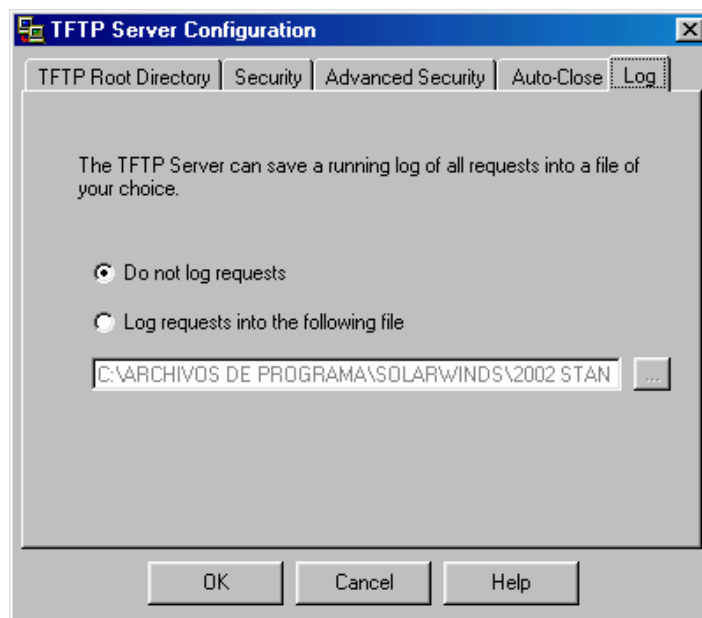 TFTP Server Configuration
TFTP Root Directory Security Advanced Security Auto-Close Log
The TFTP Server can save a running log of all requests into a file of
your choice.
Do not log requests
Log requests into the following file
C:\ARCHIVOS DE PROGRAMA\SOLARWINDS\2002 STAN ...
OK Cancel Help